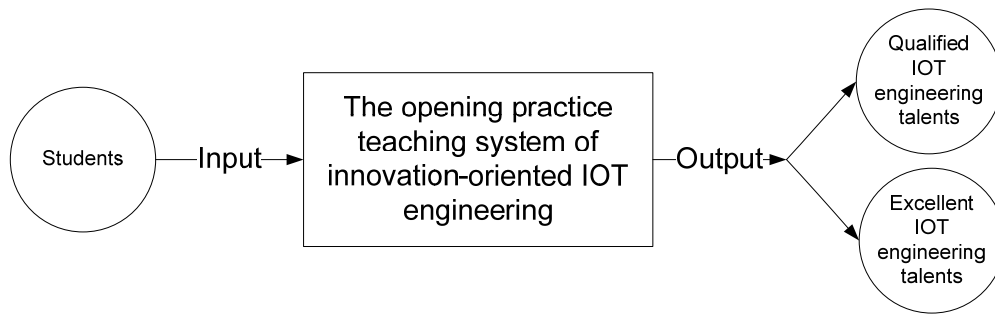 Students
Input
The opening practice
teaching system of
innovation-oriented IOT
engineering
Output
Qualified
IOT
engineering
talents
Excellent
IOT
engineering
talents